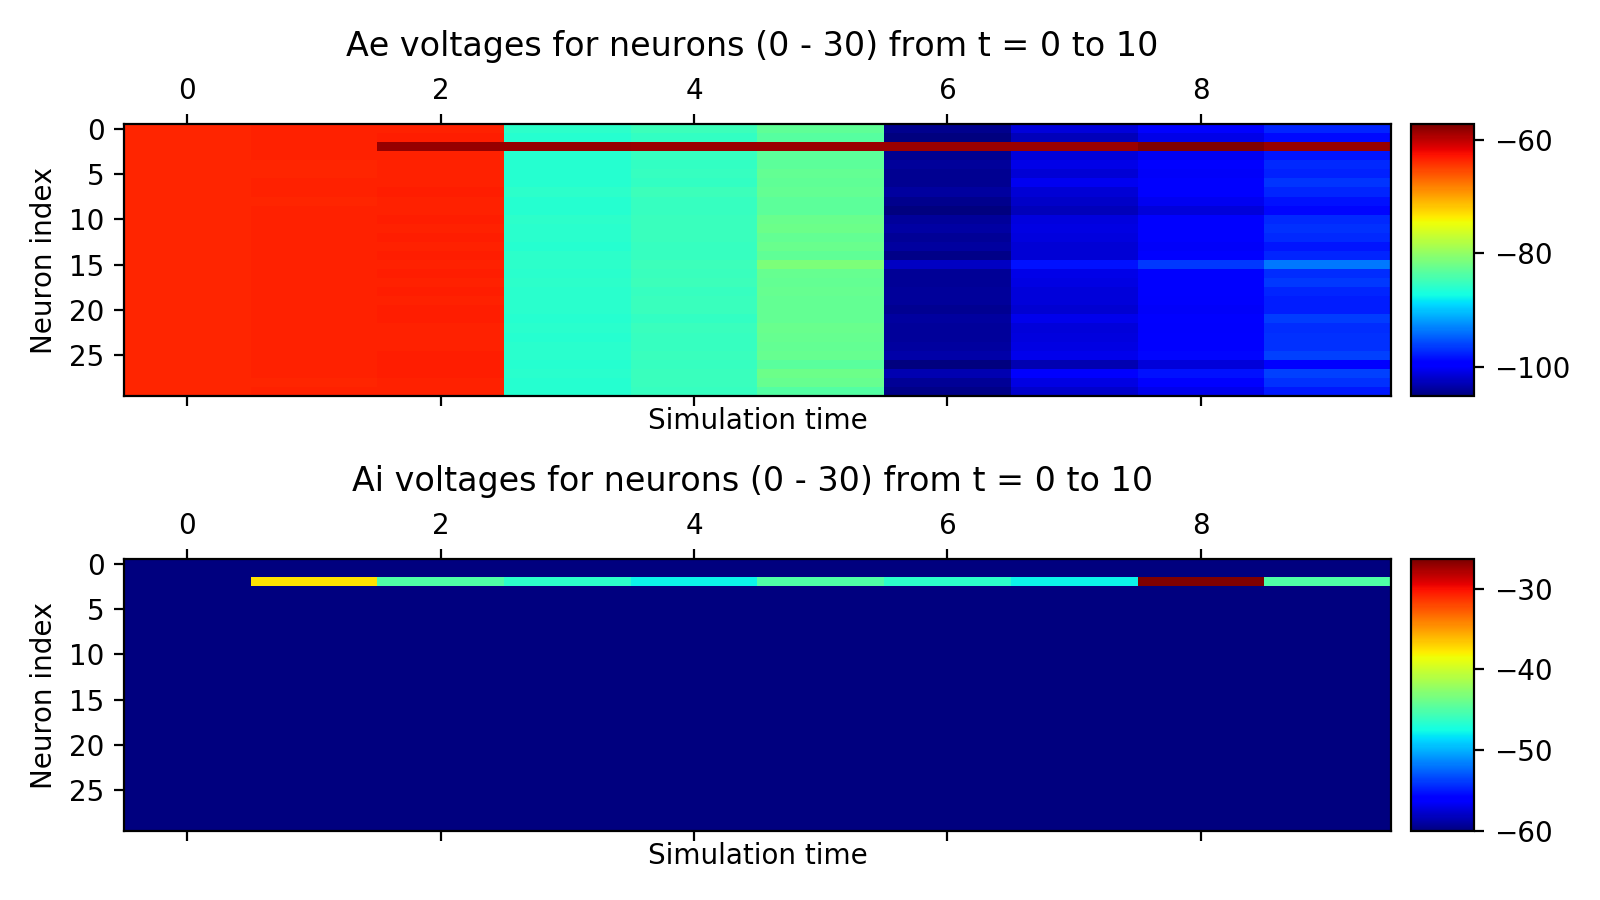 Ae voltages for neurons (0 - 30) from t = 0 to 10
0 2 4 6 8
Neuron index
0
5
10
15
20
25
−60
−80
−100
Simulation time
Ai voltages for neurons (0 - 30) from t = 0 to 10
0 2 4 6 8
Neuron index
0
5
10
15
20
25
−30
−40
−50
−60
Simulation time